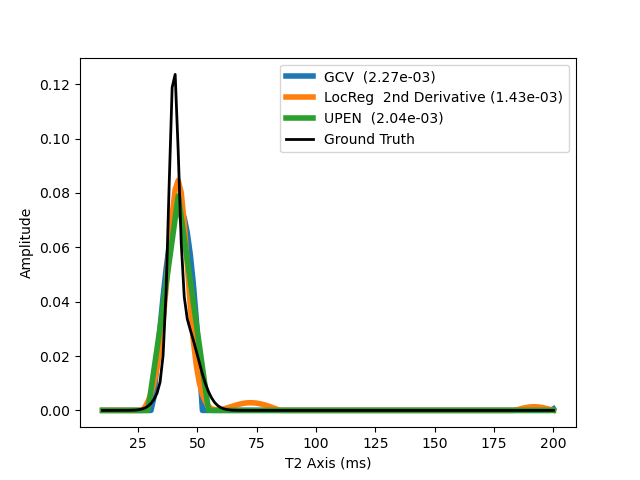 GCV  (2.27e-03)
LocReg  2nd Derivative (1.43e-03)
UPEN  (2.04e-03)
Ground Truth
0.12
0.10
0.08
0.06
0.04
0.02
0.00
Amplitude
25 50 75 100 125 150 175 200
T2 Axis (ms)